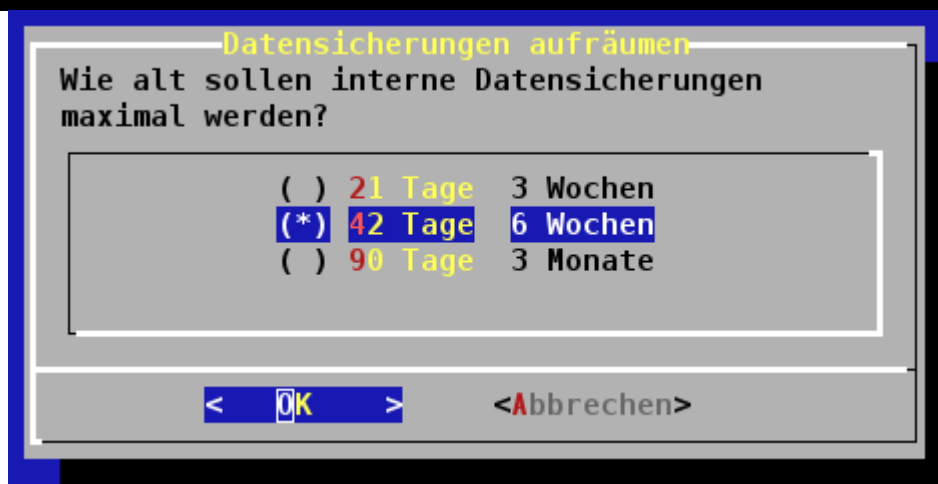 Datensicherungen aufräumen
Wie alt sollen interne Datensicherungen
maximal werden?
( ) 21 Tage 3 Wochen
(*) 42 Tage 6 Wochen
( ) 90 Tage 3 Monate
< OK > <Abbrechen>